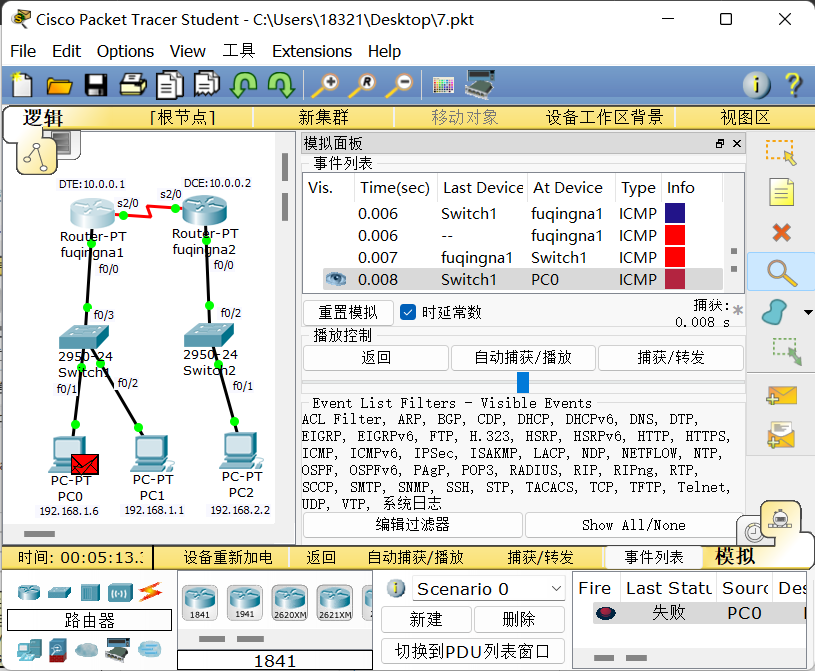 Cisco Packet Tracer Student - C:\Users\18321\Desktop\7.pkt
File Edit Options View 工具 Extensions Help
逻辑 [根节点] 新集群 移动对象 设备工作区背景 视图区
DTE:10.0.0.1
DCE:10.0.0.2
s2/0
s2/0
Router-PT
fuqingna1
Router-PT
fuqingna2
f0/0
f0/0
f0/3
f0/2
2950-24
Switch1
2950-24
Switch2
f0/1
f0/2
f0/1
PC-PT
PC0
192.168.1.6
PC-PT
PC1
192.168.1.1
PC-PT
PC2
192.168.2.2
模拟面板
事件列表
Vis. Time(sec) Last Device At Device Type Info
0.006 Switch1 fuqingna1 ICMP
0.006 -- fuqingna1 ICMP
0.007 fuqingna1 Switch1 ICMP
0.008 Switch1 PC0 ICMP
重置模拟 时延常数 捕获: *
0.008 s
播放控制
返回 自动捕获/播放 捕获/转发
Event List Filters - Visible Events
ACL Filter, ARP, BGP, CDP, DHCP, DHCPv6, DNS, DTP,
EIGRP, EIGRPv6, FTP, H.323, HSRP, HSRPv6, HTTP, HTTPS,
ICMP, ICMPv6, IPSec, ISAKMP, LACP, NDP, NETFLOW, NTP,
OSPF, OSPFv6, PAgP, POP3, RADIUS, RIP, RIPng, RTP,
SCCP, SMTP, SNMP, SSH, STP, TACACS, TCP, TFTP, Telnet,
UDP, VTP, 系统日志
编辑过滤器 Show All/None
时间: 00:05:13.: 设备重新加电 返回 自动捕获/播放 捕获/转发 事件列表 模拟
路由器
1841 1941 2620XM 2621XM
1841
Scenario 0
新建 删除
切换到PDU列表窗口
Fire Last Statu Sourc Des
失败 PC0